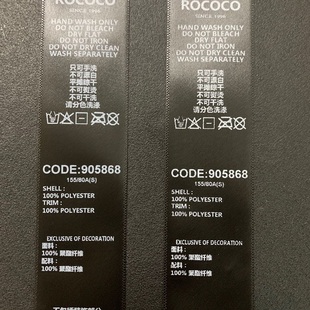 ROCOCO
SINCE 1996
HAND WASH ONLY
DO NOT BLEACH
DRY FLAT
DO NOT IRON
DO NOT DRY CLEAN
WASH SEPARATELY
只可手洗
不可漂白
平摊晾干
不可熨烫
不可干洗
请分色洗涤
CODE:905868
155/80A(S)
SHELL :
100% POLYESTER
TRIM :
100% POLYESTER
EXCLUSIVE OF DECORATION
面料：
100% 聚酯纤维
配料：
100% 聚酯纤维
ROCOCO
HAND WASH ONLY
DO NOT BLEACH
DRY FLAT
DO NOT IRON
DO NOT DRY CLEAN
WASH SEPARATELY
只可手洗
不可漂白
平摊晾干
不可熨烫
不可干洗
请分色洗涤
CODE:905868
155/80A(S)
SHELL :
100% POLYESTER
TRIM :
100% POLYESTER
EXCLUSIVE OF DECORATION
面料：
100% 聚酯纤维
配料：
100% 聚酯纤维